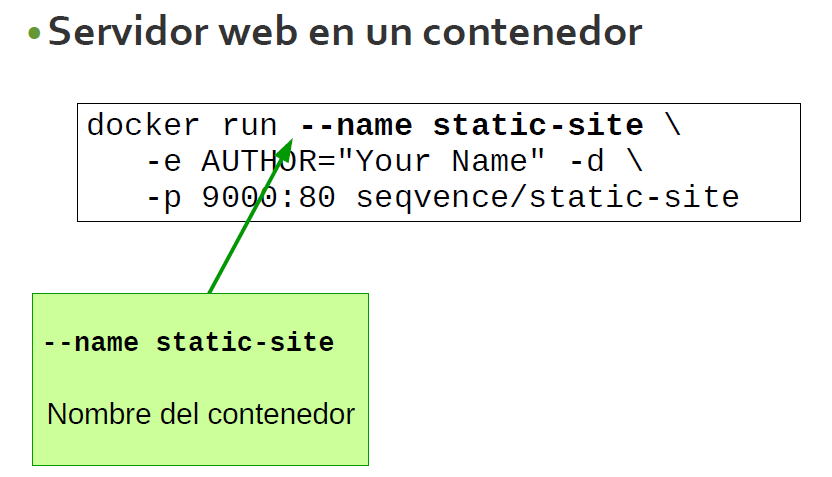 •Servidor web en un contenedor
docker run --name static-site \
-e AUTHOR="Your Name" -d \
-p 9000:80 seqvence/static-site
--name static-site
Nombre del contenedor